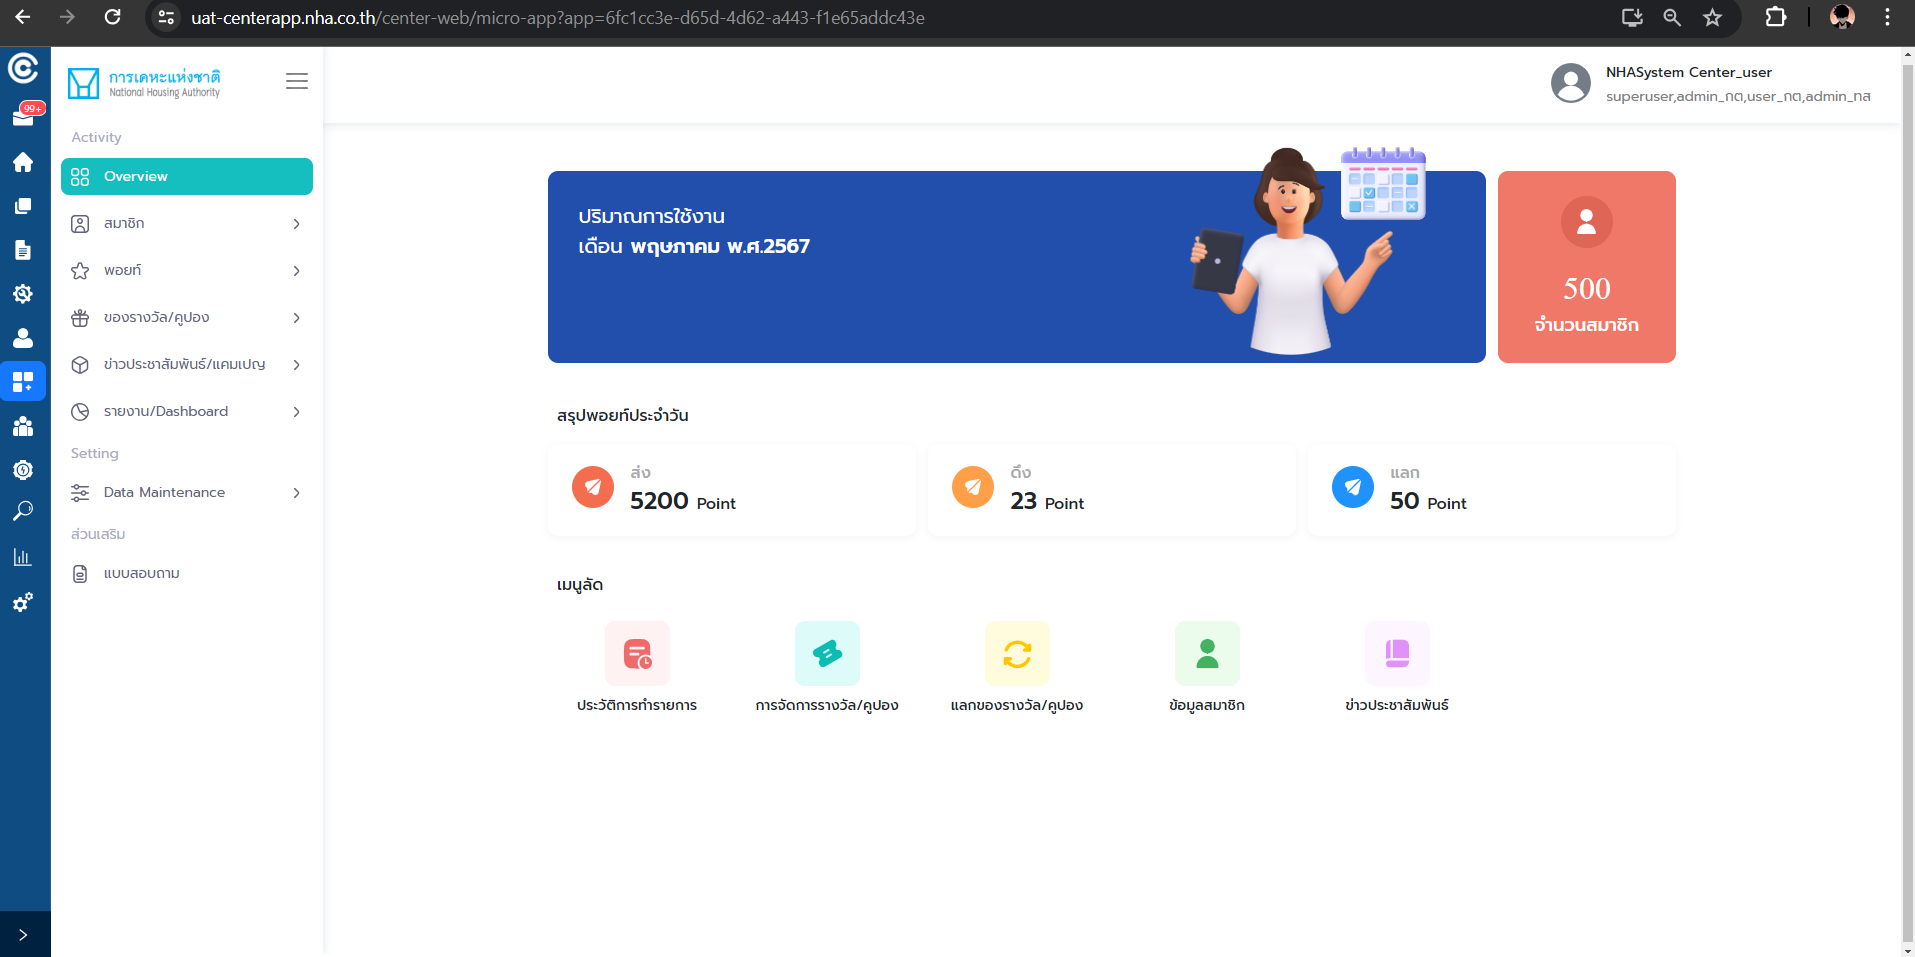 uat-centerapp.nha.co.th/center-web/micro-app?app=6fc1cc3e-d65d-4d62-a443-f1e65addc43e
99+
การเคหะแห่งชาติ
National Housing Authority
NHASystem Center_user
superuser,admin_กต,user_กต,admin_ทส
Activity
Overview
สมาชิก
พอยท์
ของรางวัล/คูปอง
ข่าวประชาสัมพันธ์/แคมเปญ
รายงาน/Dashboard
Setting
Data Maintenance
ส่วนเสริม
แบบสอบถาม
ปริมาณการใช้งาน
เดือน พฤษภาคม พ.ศ.2567
500
จำนวนสมาชิก
สรุปพอยท์ประจำวัน
ส่ง
5200 Point
ดึง
23 Point
แลก
50 Point
เมนูลัด
ประวัติการทำรายการ
การจัดการรางวัล/คูปอง
แลกของรางวัล/คูปอง
ข้อมูลสมาชิก
ข่าวประชาสัมพันธ์